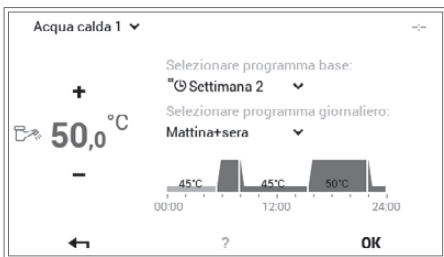 Acqua calda 1
-:-
Selezionare programma base:
Settimana 2
+
Selezionare programma giornaliero:
50,0°C
Mattina+sera
−
45°C 45°C 50°C
00:00 12:00 24:00
? OK